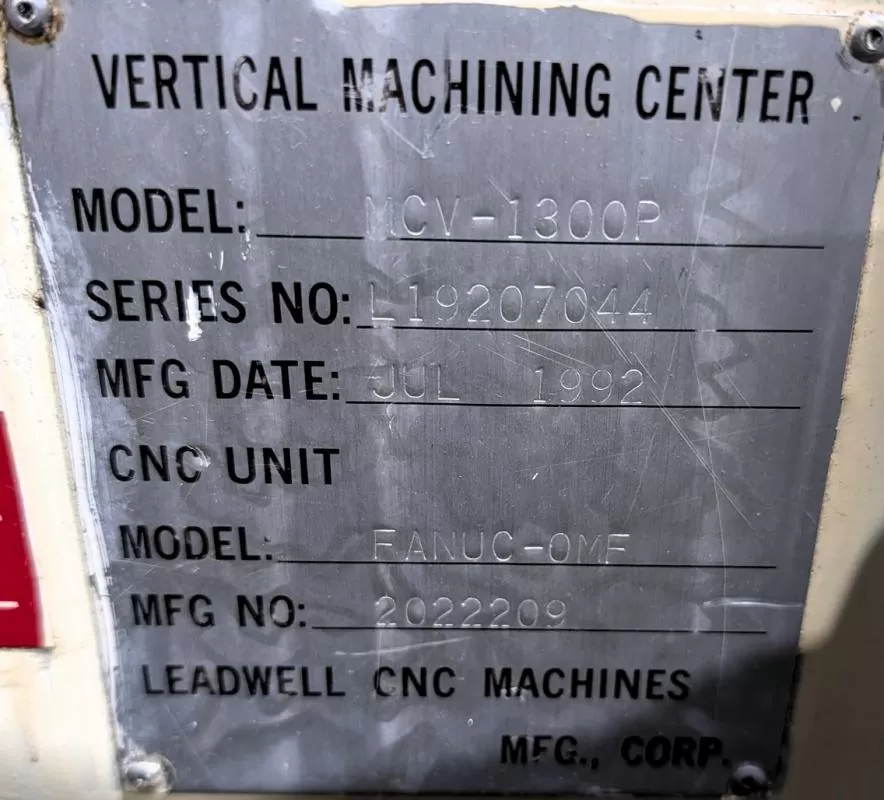 VERTICAL MACHINING CENTER
MODEL: MCV-1300P
SERIES NO: L19207044
MFG DATE: JUL 1992
CNC UNIT
MODEL: FANUC-OMF
MFG NO: 2022209
LEADWELL CNC MACHINES
MFG., CORP.